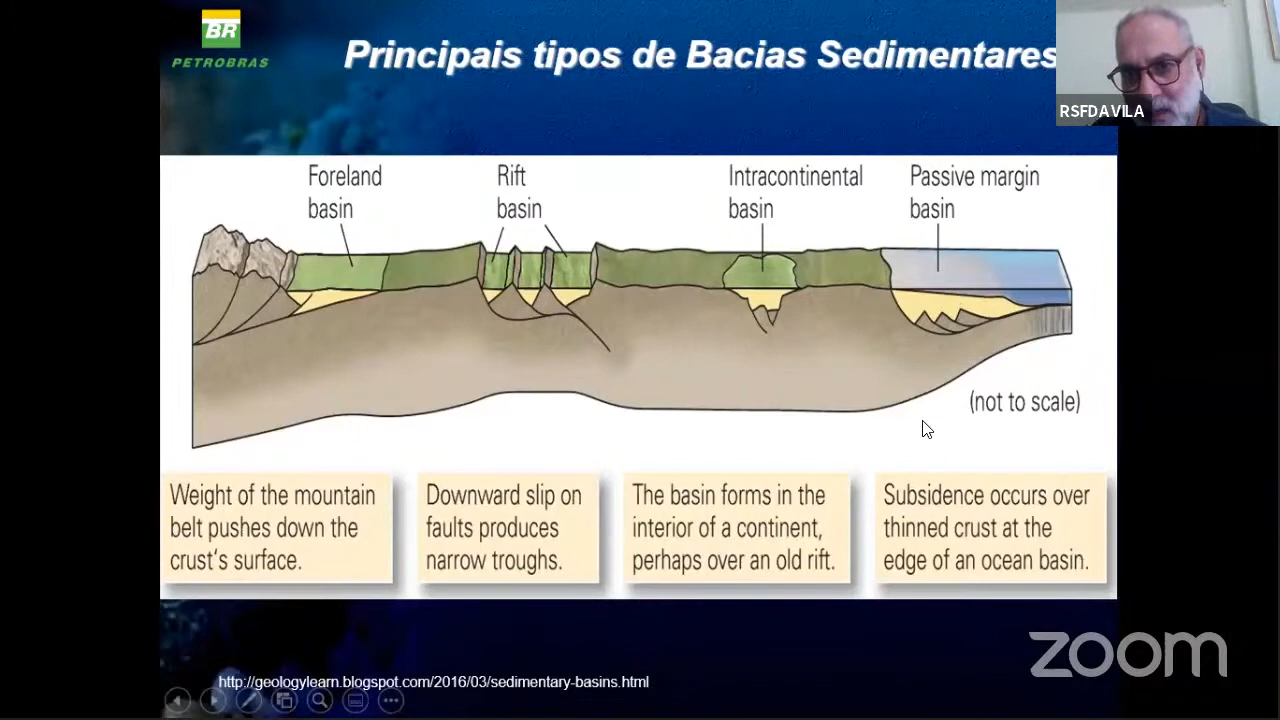 BR
PETROBRAS
Principais tipos de Bacias Sedimentares
RSFDAVILA
Foreland
basin
Rift
basin
Intracontinental
basin
Passive margin
basin
(not to scale)
Weight of the mountain
belt pushes down the
crust's surface.
Downward slip on
faults produces
narrow troughs.
The basin forms in the
interior of a continent,
perhaps over an old rift.
Subsidence occurs over
thinned crust at the
edge of an ocean basin.
zoom
http://geologylearn.blogspot.com/2016/03/sedimentary-basins.html